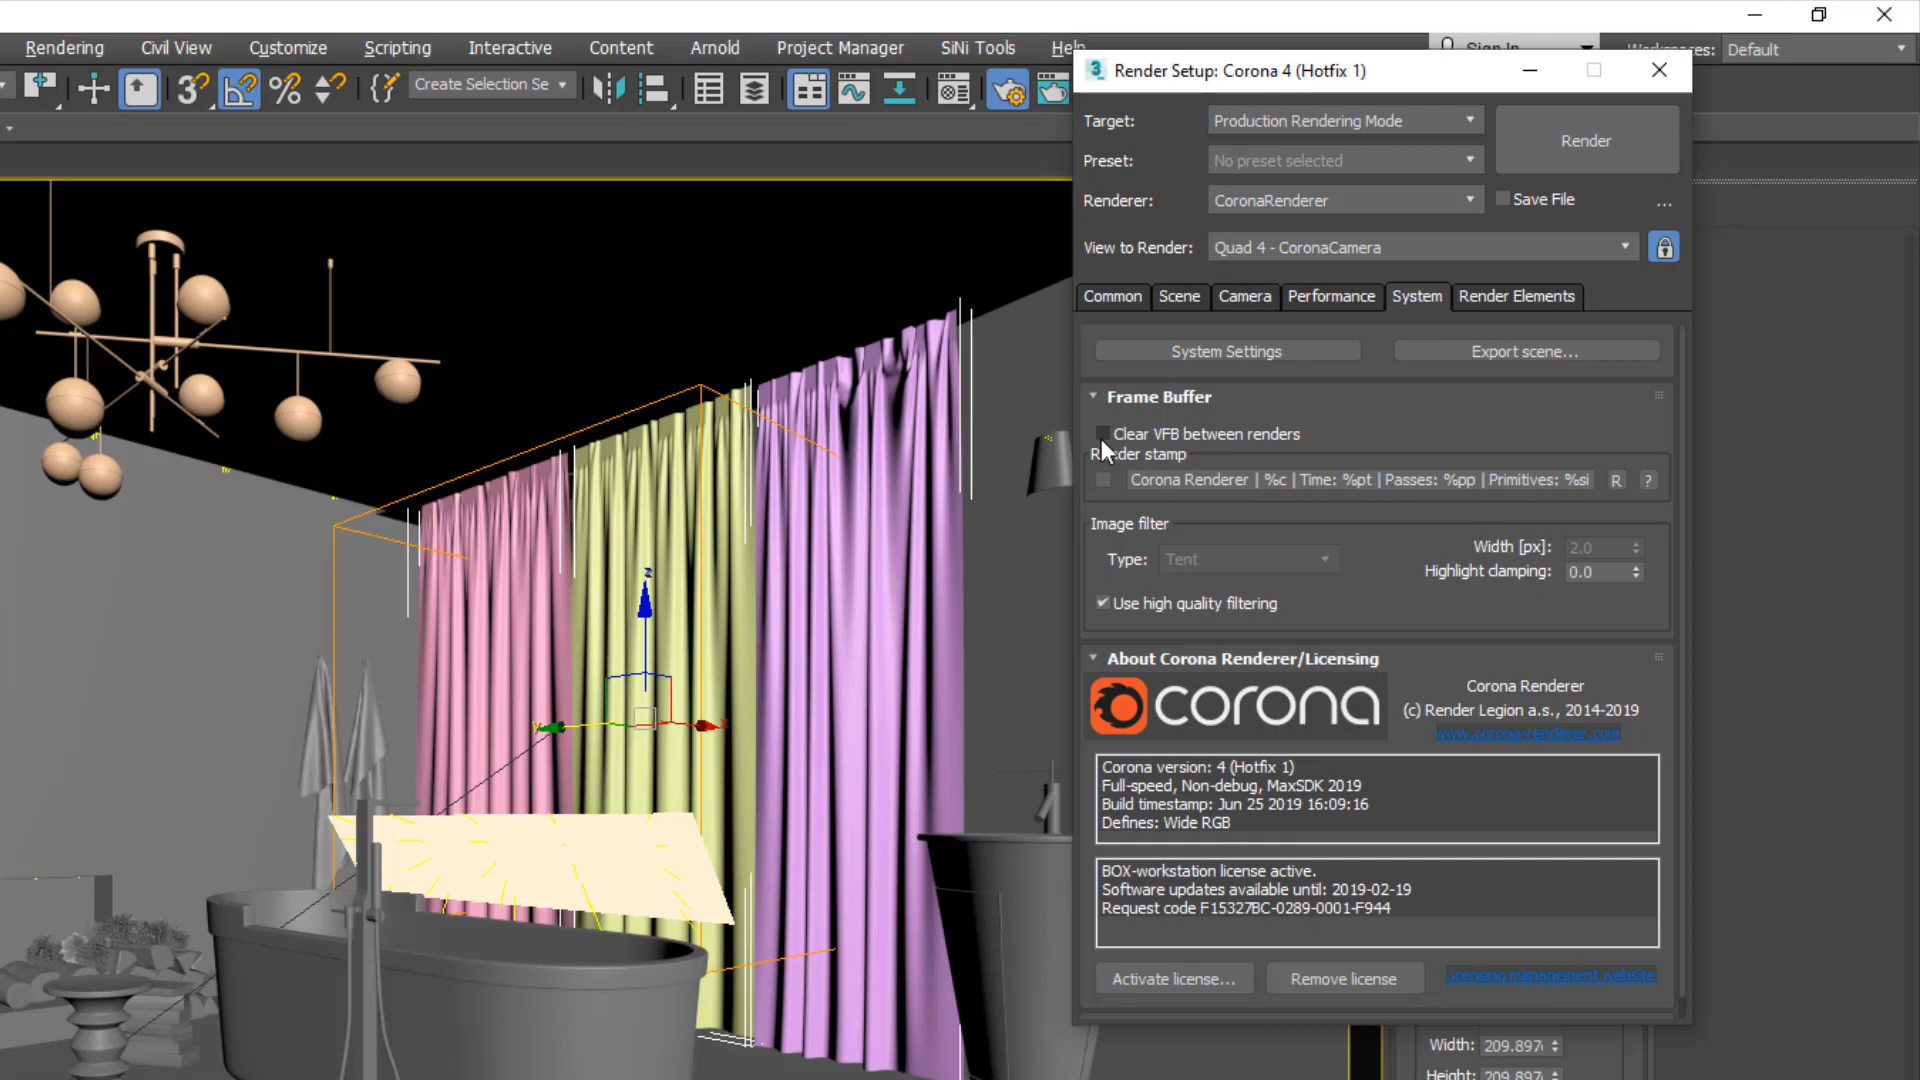 Rendering Civil View Customize Scripting Interactive Content Arnold Project Manager SiNi Tools Help
Sign In Workspaces: Default
Create Selection Se
3 Render Setup: Corona 4 (Hotfix 1)
Target: Production Rendering Mode
Render
Preset: No preset selected
Renderer: CoronaRenderer
Save File ...
View to Render: Quad 4 - CoronaCamera
Common Scene Camera Performance System Render Elements
System Settings Export scene...
Frame Buffer
Clear VFB between renders
Render stamp
Corona Renderer | %c | Time: %pt | Passes: %pp | Primitives: %si R ?
Image filter
Type: Tent
Width [px]: 2.0
Highlight clamping: 0.0
Use high quality filtering
About Corona Renderer/Licensing
corona
Corona Renderer
(c) Render Legion a.s., 2014-2019
www.corona-renderer.com
Corona version: 4 (Hotfix 1)
Full-speed, Non-debug, MaxSDK 2019
Build timestamp: Jun 25 2019 16:09:16
Defines: Wide RGB
BOX-workstation license active.
Software updates available until: 2019-02-19
Request code F15327BC-0289-0001-F944
Activate license... Remove license licensing management website
z
y
x
Width: 209.897
Height: 209.897